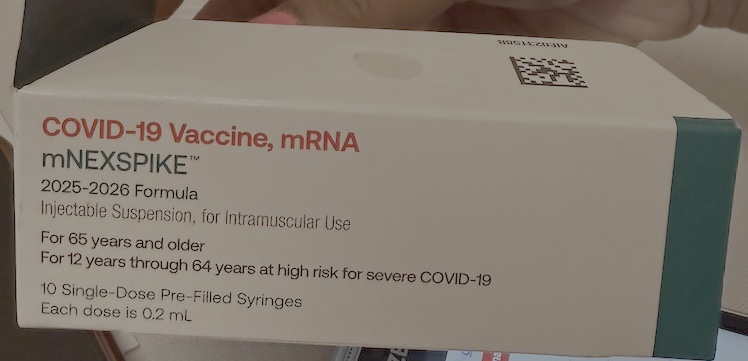 COVID-19 Vaccine, mRNA
mNEXSPIKE™
2025-2026 Formula
Injectable Suspension, for Intramuscular Use
For 65 years and older
For 12 years through 64 years at high risk for severe COVID-19
10 Single-Dose Pre-Filled Syringes
Each dose is 0.2 mL